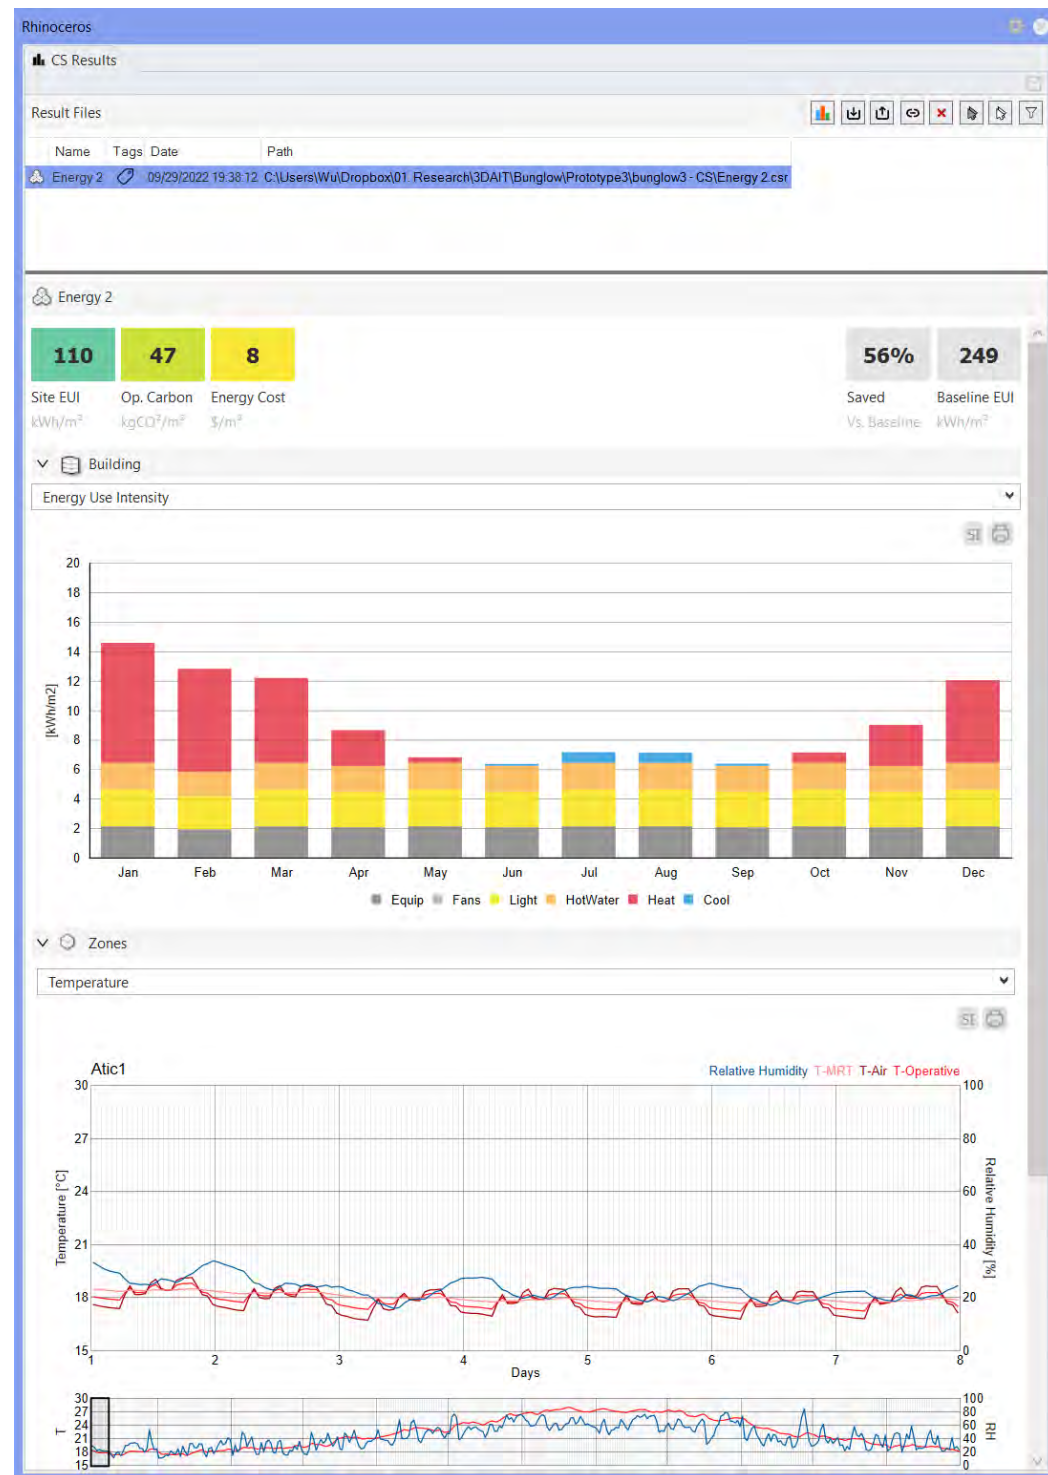 Rhinoceros
CS Results
Result Files
Name Tags Date Path
Energy 2 09/29/2022 19:38:12 C:\Users\Wu\Dropbox\01_Research\3DAIT\Bunglow\Prototype3\bunglow3 - CS\Energy 2.csr
Energy 2
110 47 8 56% 249
Site EUI Op. Carbon Energy Cost Saved Baseline EUI
kWh/m² kgCO²/m² $/m² Vs. Baseline kWh/m²
Building
Energy Use Intensity
SI
20
18
16
14
12
10
8
6
4
2
0
[kWh/m2]
Jan Feb Mar Apr May Jun Jul Aug Sep Oct Nov Dec
Equip Fans Light HotWater Heat Cool
Zones
Temperature
SI
Atic1
Relative Humidity T-MRT T-Air T-Operative
30 100
27 80
24 60
21 40
18 20
15 0
Temperature [°C]
Relative Humidity [%]
1 2 3 4 5 6 7 8
Days
30 100
27 80
24 60
21 40
18 20
15 0
T
RH